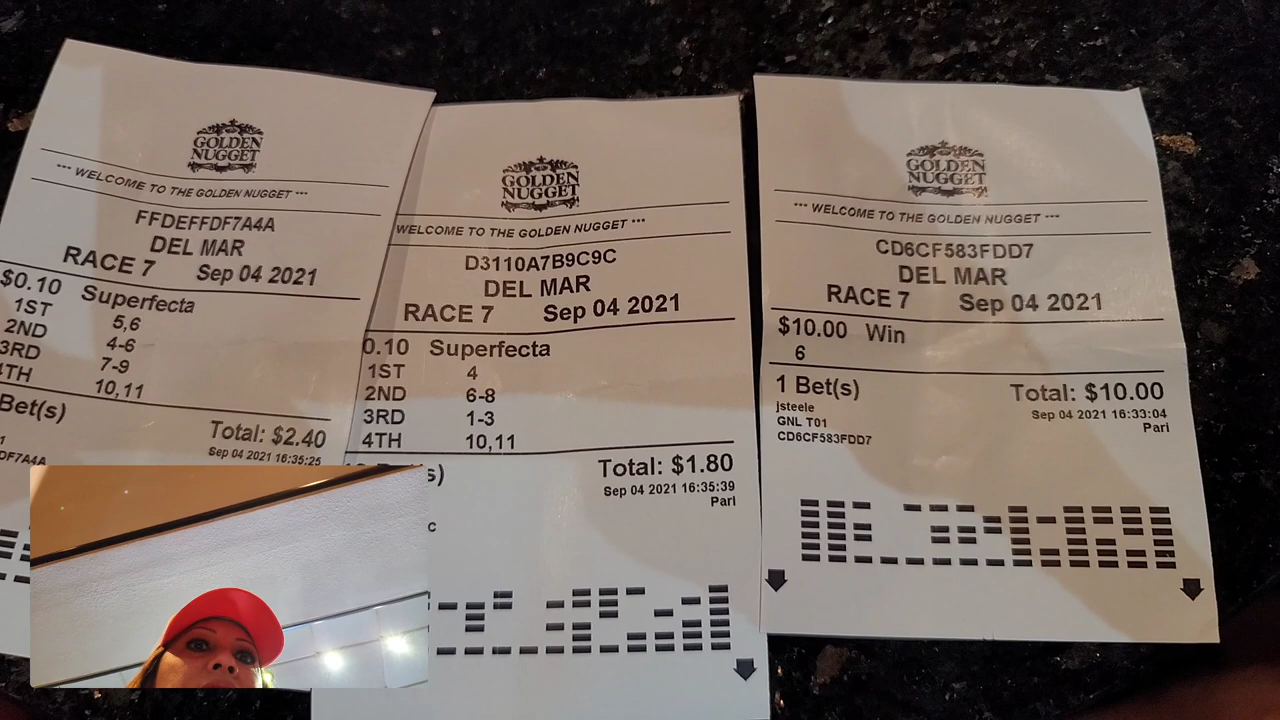 GOLDEN
NUGGET
*** WELCOME TO THE GOLDEN NUGGET ***
FFDEFFDF7A4A
DEL MAR
RACE 7 Sep 04 2021
$0.10 Superfecta
1ST 5,6
2ND 4-6
3RD 7-9
4TH 10,11
Bet(s)
Total: $2.40
Sep 04 2021 16:35:25
DF7A4A
GOLDEN
NUGGET
WELCOME TO THE GOLDEN NUGGET ***
D3110A7B9C9C
DEL MAR
RACE 7 Sep 04 2021
0.10 Superfecta
1ST 4
2ND 6-8
3RD 1-3
4TH 10,11
Total: $1.80
Sep 04 2021 16:35:39
Pari
C
GOLDEN
NUGGET
*** WELCOME TO THE GOLDEN NUGGET ***
CD6CF583FDD7
DEL MAR
RACE 7 Sep 04 2021
$10.00 Win
6
1 Bet(s) Total: $10.00
jsteele Sep 04 2021 16:33:04
GNL T01 Pari
CD6CF583FDD7